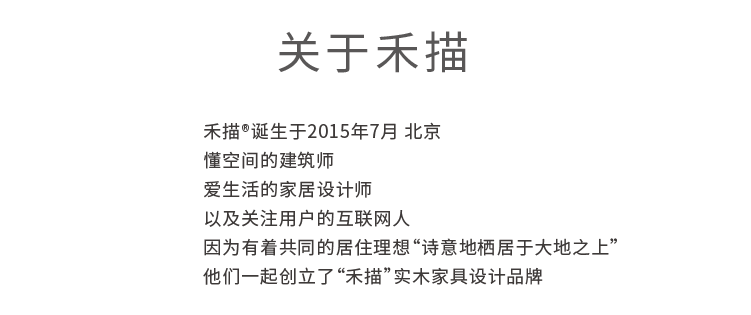 关于禾描
禾描®诞生于2015年7月 北京
懂空间的建筑师
爱生活的家居设计师
以及关注用户的互联网人
因为有着共同的居住理想“诗意地栖居于大地之上”
他们一起创立了“禾描”实木家具设计品牌